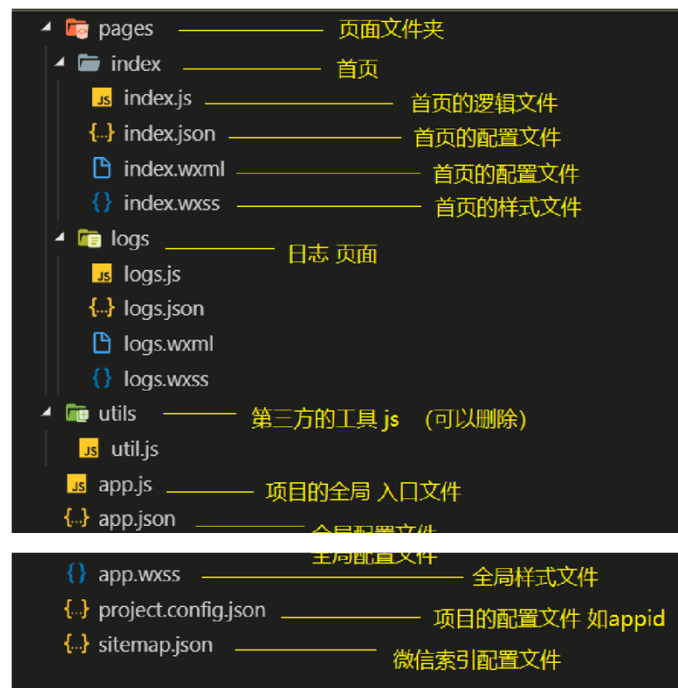 pages 页面文件夹
index 首页
index.js 首页的逻辑文件
index.json 首页的配置文件
index.wxml 首页的配置文件
index.wxss 首页的样式文件
logs 日志 页面
logs.js
logs.json
logs.wxml
logs.wxss
utils 第三方的工具 js （可以删除）
util.js
app.js 项目的全局 入口文件
app.json 全局配置文件
全局配置文件
app.wxss 全局样式文件
project.config.json 项目的配置文件 如appid
sitemap.json 微信索引配置文件